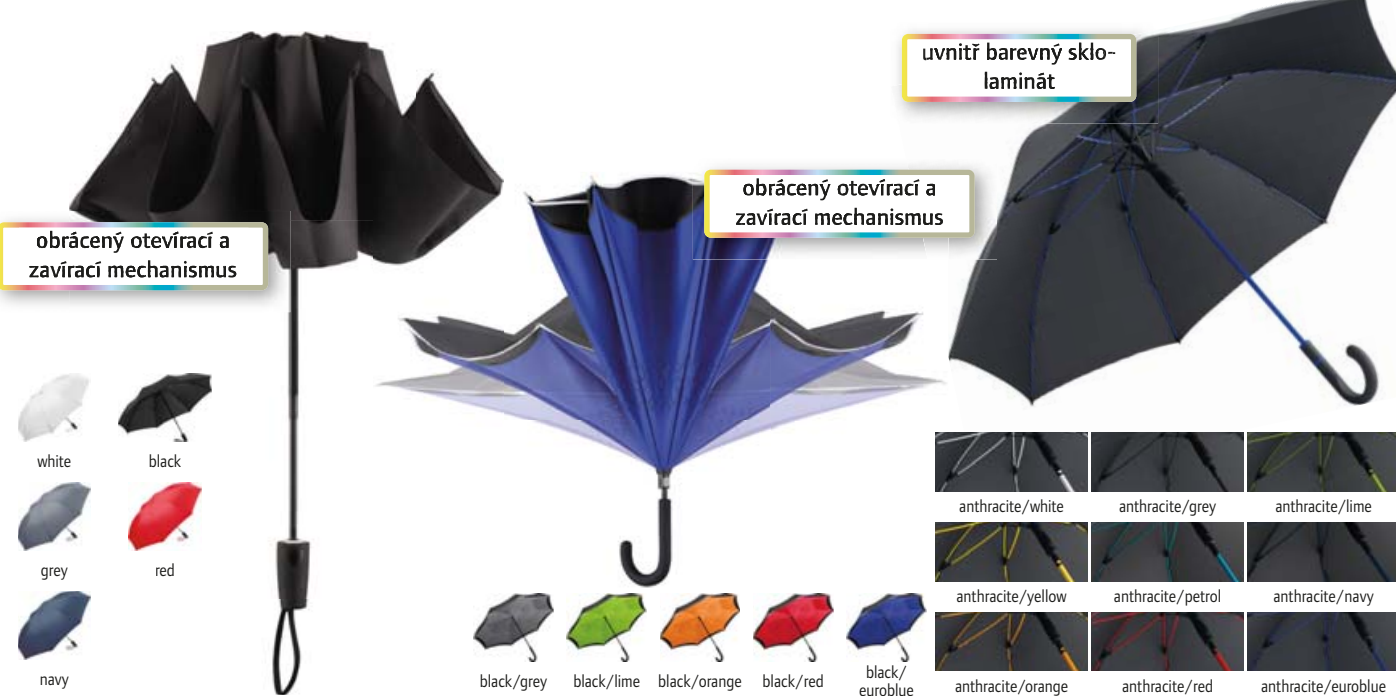 obrácený otevírací a
zavírací mechanismus
white
black
grey
red
navy
obrácený otevírací a
zavírací mechanismus
black/grey
black/lime
black/orange
black/red
black/
euroblue
uvnitř barevný sklo-
laminát
anthracite/white
anthracite/grey
anthracite/lime
anthracite/yellow
anthracite/petrol
anthracite/navy
anthracite/orange
anthracite/red
anthracite/euroblue